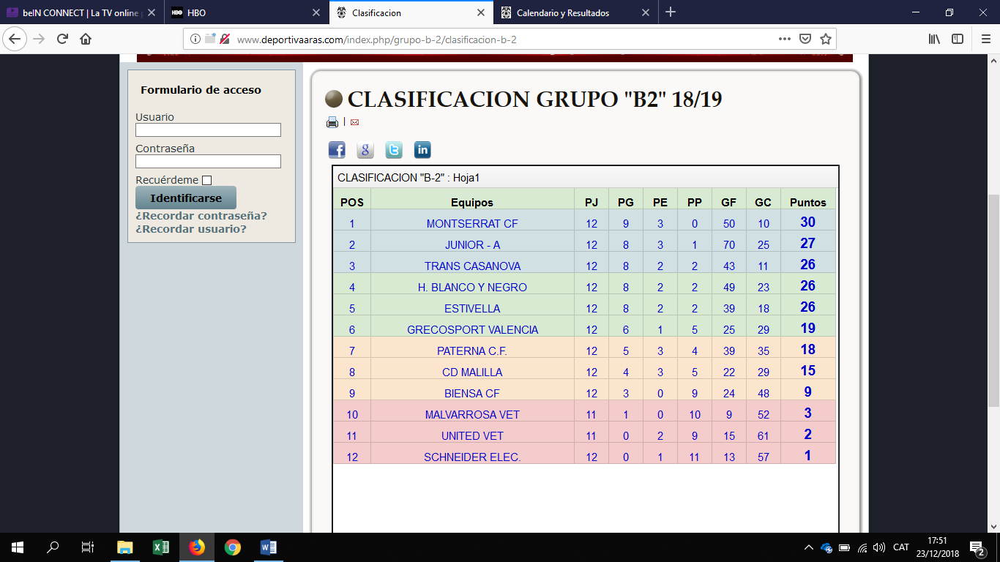 beIN CONNECT | La TV online
HBO
Clasificacion
Calendario y Resultados
www.deportivaaras.com/index.php/grupo-b-2/clasificacion-b-2
Formulario de acceso
Usuario
Contraseña
Recuérdeme
Identificarse
¿Recordar contraseña?
¿Recordar usuario?
CLASIFICACION GRUPO "B2" 18/19
CLASIFICACION "B-2" : Hoja1
POS Equipos PJ PG PE PP GF GC Puntos
1 MONTSERRAT CF 12 9 3 0 50 10 30
2 JUNIOR - A 12 8 3 1 70 25 27
3 TRANS CASANOVA 12 8 2 2 43 11 26
4 H. BLANCO Y NEGRO 12 8 2 2 49 23 26
5 ESTIVELLA 12 8 2 2 39 18 26
6 GRECOSPORT VALENCIA 12 6 1 5 25 29 19
7 PATERNA C.F. 12 5 3 4 39 35 18
8 CD MALILLA 12 4 3 5 22 29 15
9 BIENSA CF 12 3 0 9 24 48 9
10 MALVARROSA VET 11 1 0 10 9 52 3
11 UNITED VET 11 0 2 9 15 61 2
12 SCHNEIDER ELEC. 12 0 1 11 13 57 1
CAT
17:51
23/12/2018
2